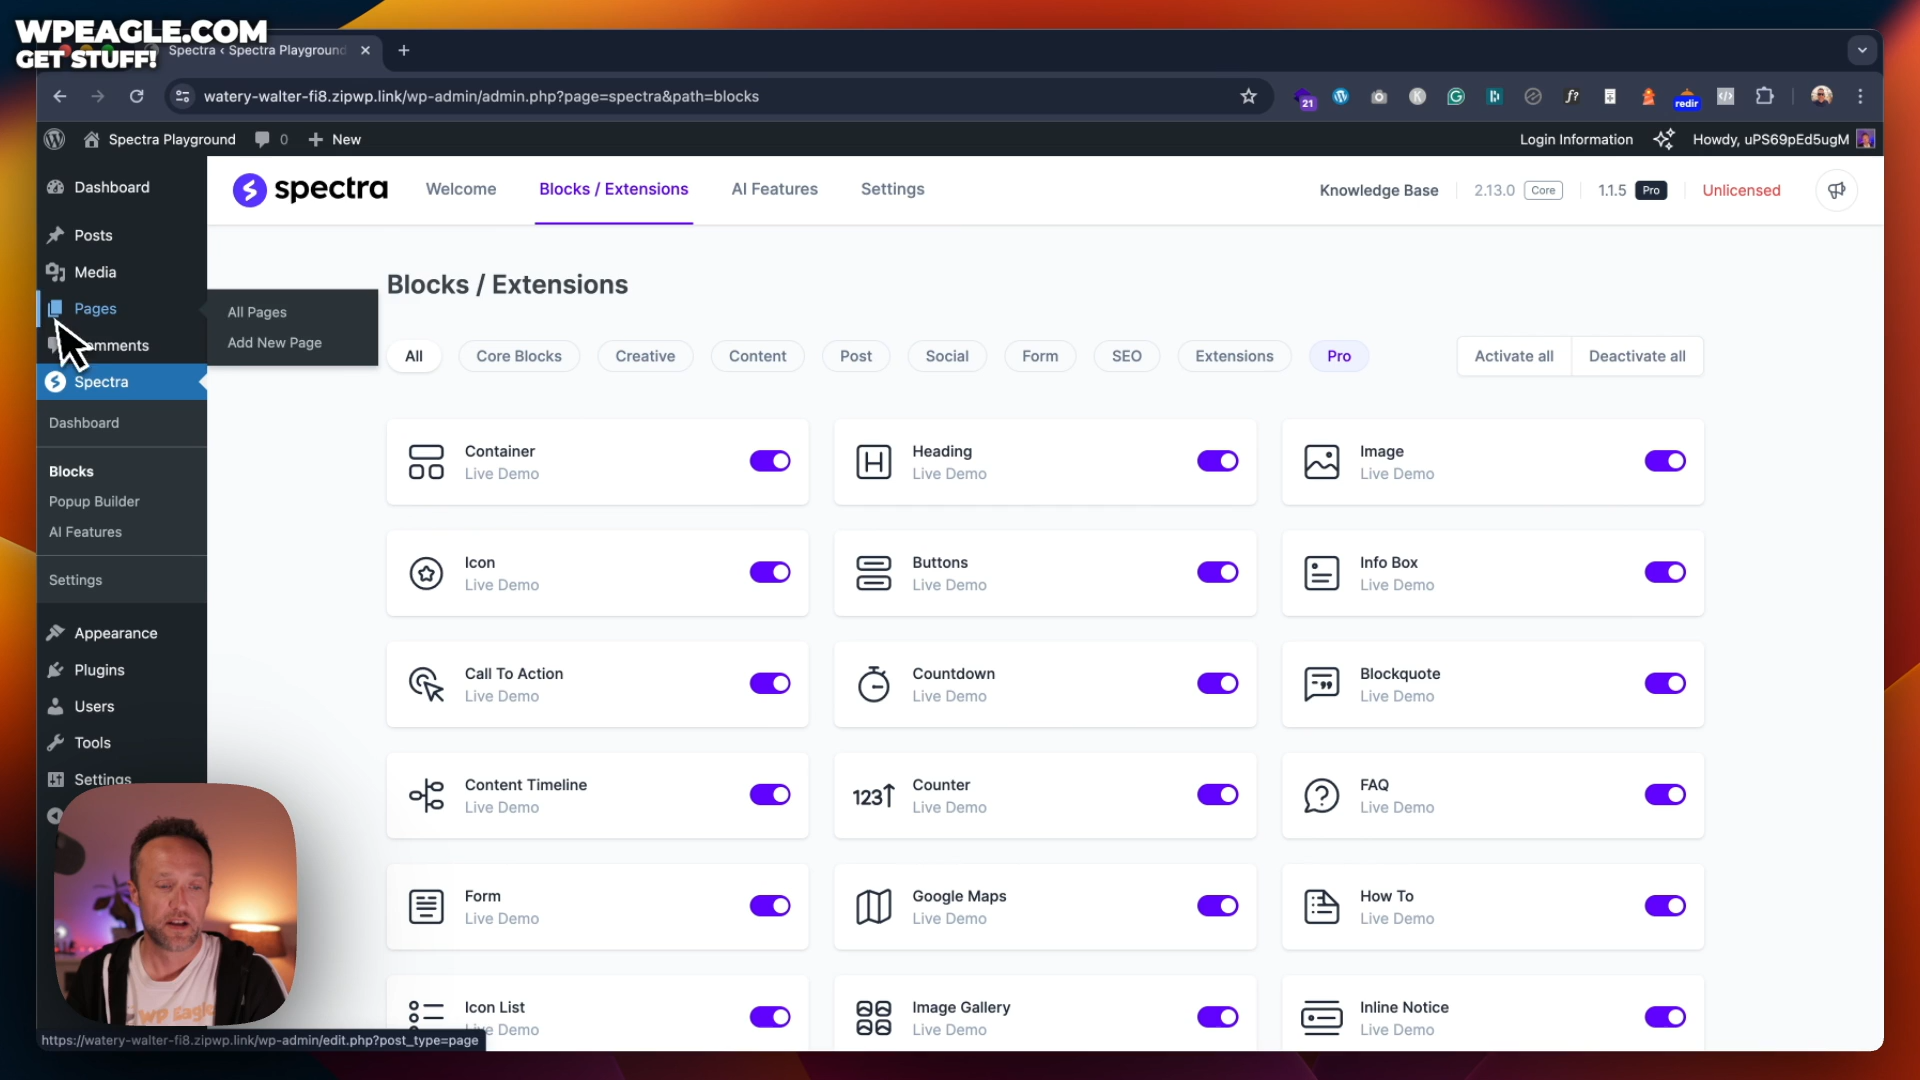 WPEAGLE.COM
GET STUFF!
Spectra ‹ Spectra Playground
watery-walter-fi8.zipwp.link/wp-admin/admin.php?page=spectra&path=blocks
21
redir
Spectra Playground
0
New
Login Information
Howdy, uPS69pEd5ugM
Dashboard
Posts
Media
Pages
Comments
Spectra
Dashboard
Blocks
Popup Builder
AI Features
Settings
Appearance
Plugins
Users
Tools
Settings
All Pages
Add New Page
spectra
Welcome
Blocks / Extensions
AI Features
Settings
Knowledge Base
2.13.0 Core
1.1.5 Pro
Unlicensed
Blocks / Extensions
All
Core Blocks
Creative
Content
Post
Social
Form
SEO
Extensions
Pro
Activate all
Deactivate all
Container
Live Demo
Heading
Live Demo
Image
Live Demo
Icon
Live Demo
Buttons
Live Demo
Info Box
Live Demo
Call To Action
Live Demo
Countdown
Live Demo
Blockquote
Live Demo
Content Timeline
Live Demo
123
Counter
Live Demo
FAQ
Live Demo
Form
Live Demo
Google Maps
Live Demo
How To
Live Demo
Icon List
Live Demo
Image Gallery
Live Demo
Inline Notice
Live Demo
WP Eagle
https://watery-walter-fi8.zipwp.link/wp-admin/edit.php?post_type=page